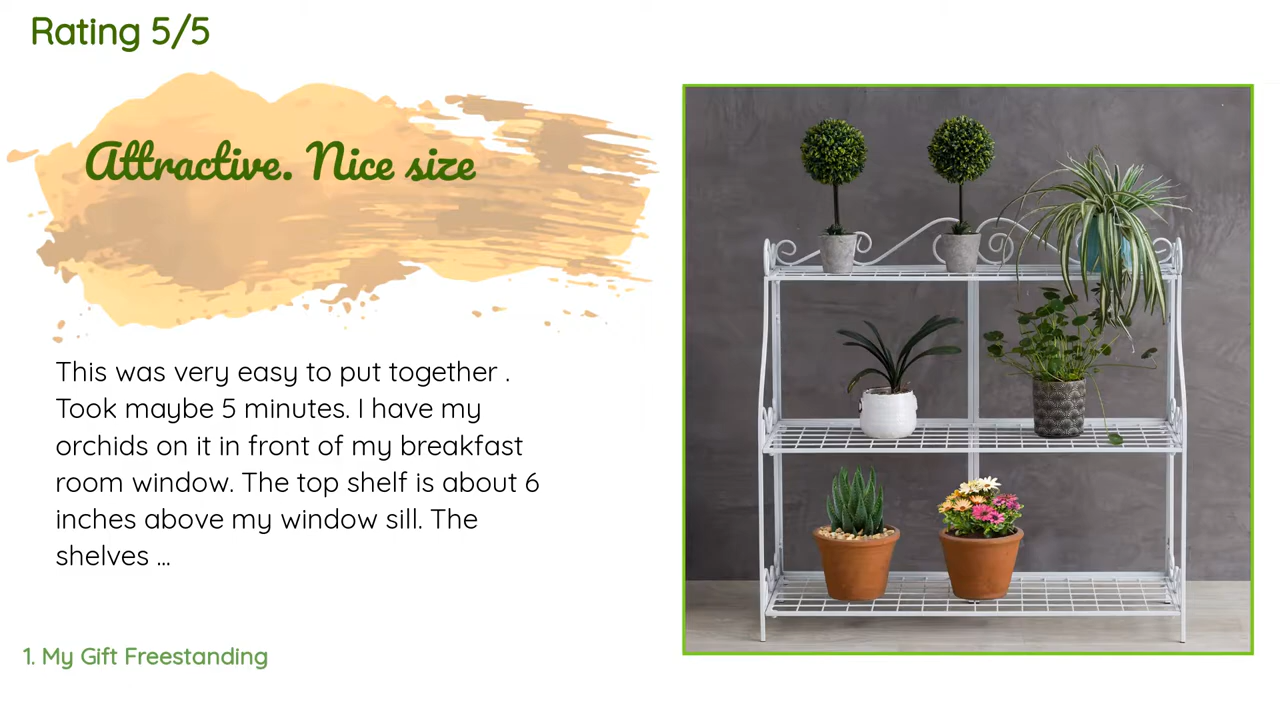 Rating 5/5
Attractive. Nice size
This was very easy to put together .
Took maybe 5 minutes. I have my
orchids on it in front of my breakfast
room window. The top shelf is about 6
inches above my window sill. The
shelves ...
1. My Gift Freestanding